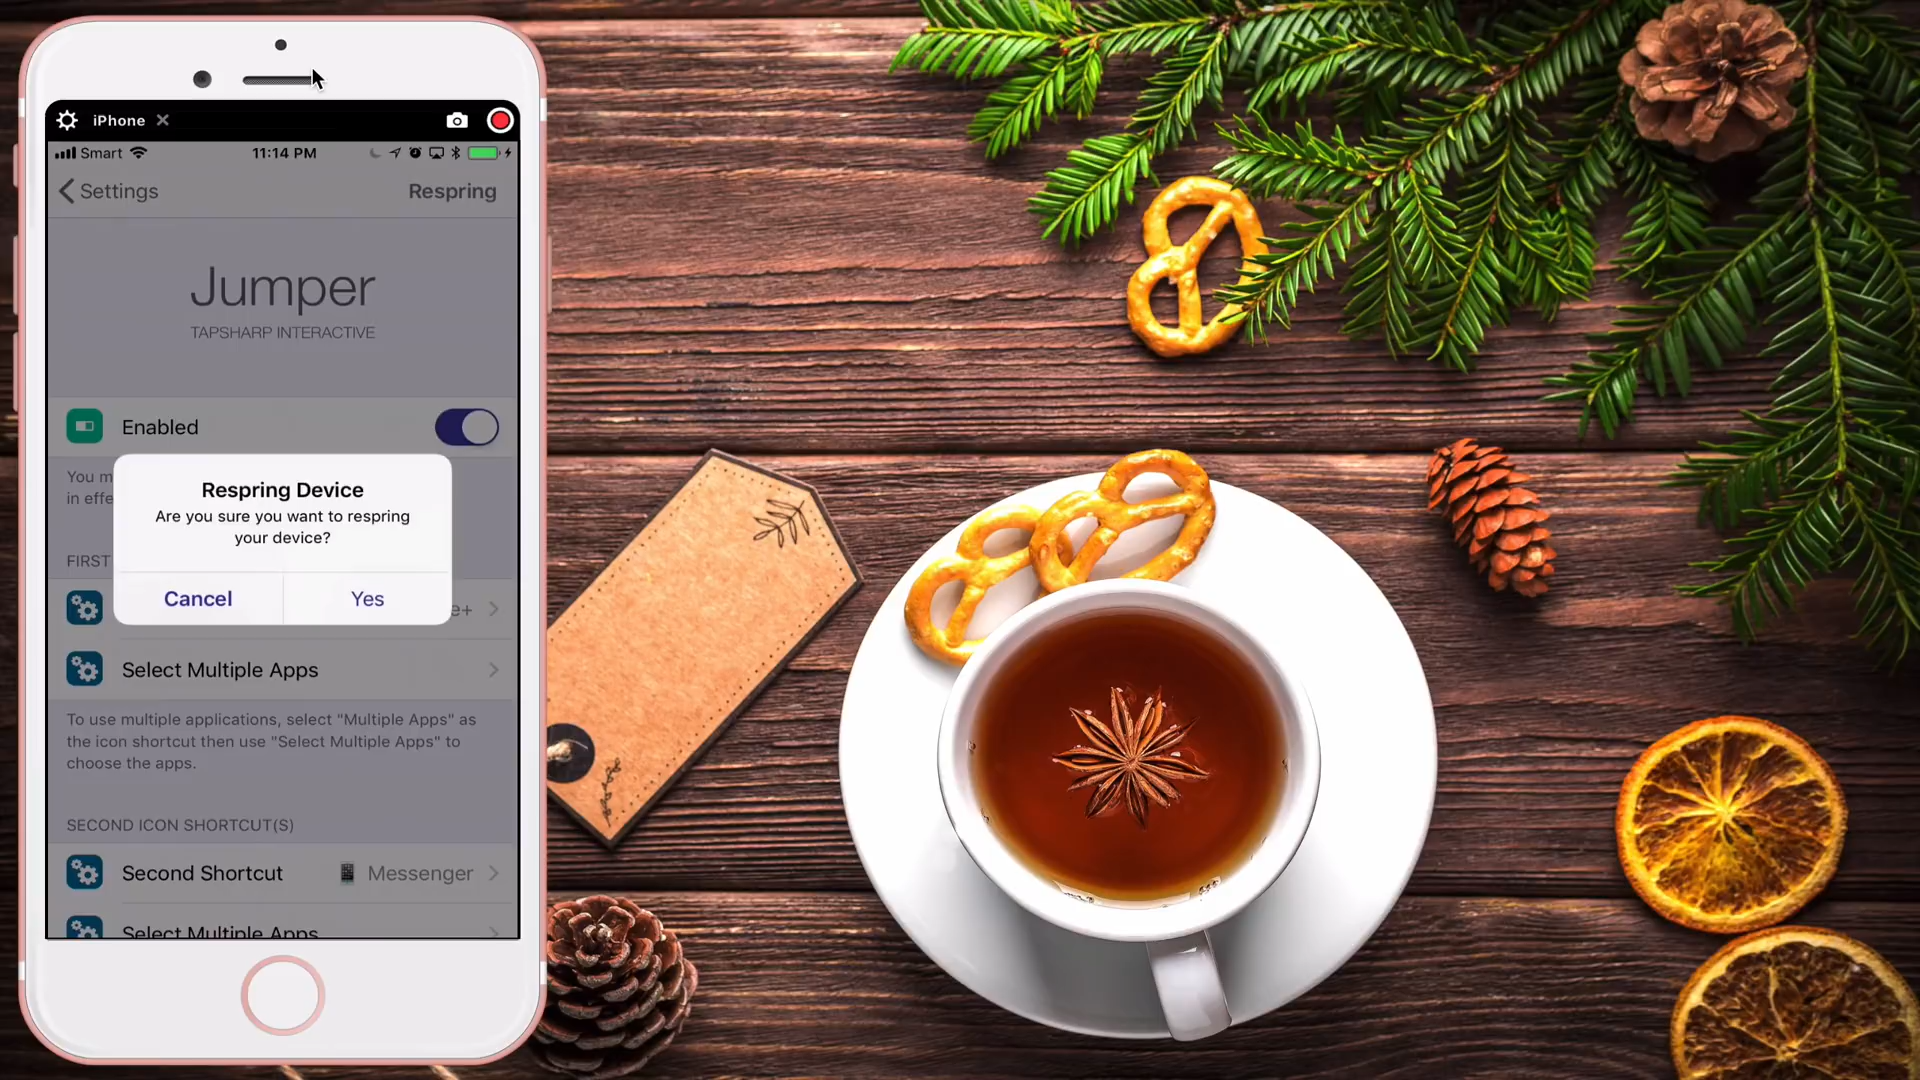 iPhone
Smart 11:14 PM
Settings Respring
Jumper
TAPSHARP INTERACTIVE
Enabled
You m
in effe
Respring Device
Are you sure you want to respring
your device?
Cancel Yes
FIRST
e+
Select Multiple Apps
To use multiple applications, select "Multiple Apps" as
the icon shortcut then use "Select Multiple Apps" to
choose the apps.
SECOND ICON SHORTCUT(S)
Second Shortcut Messenger
Select Multiple Apps